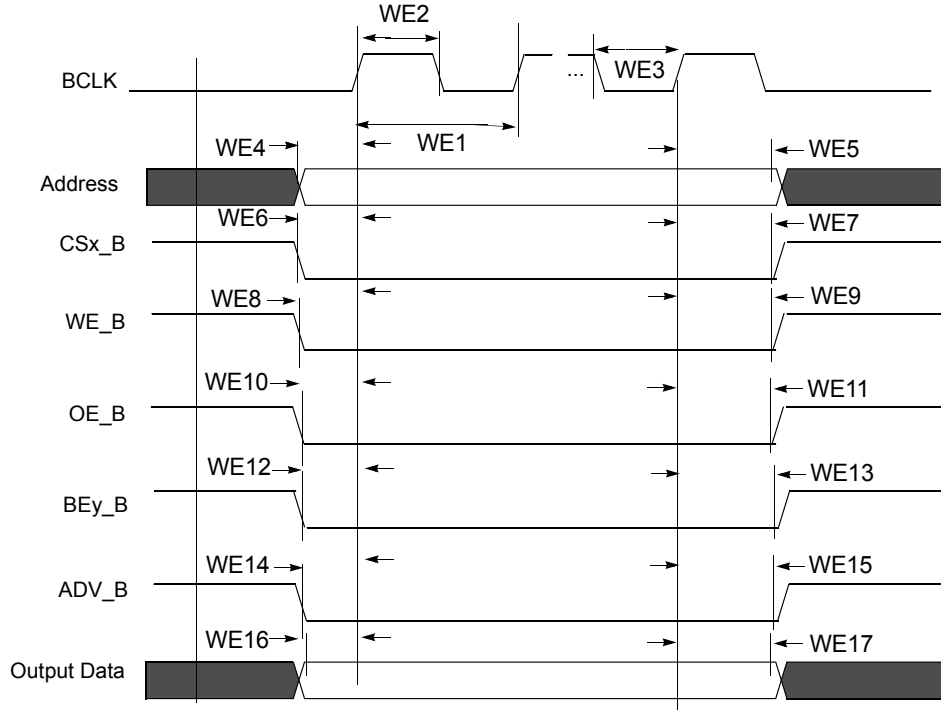 WE2
BCLK
...
WE3
WE1
WE4
WE5
Address
WE6
WE7
CSx_B
WE8
WE9
WE_B
WE10
WE11
OE_B
WE12
WE13
BEy_B
WE14
WE15
ADV_B
WE16
WE17
Output Data